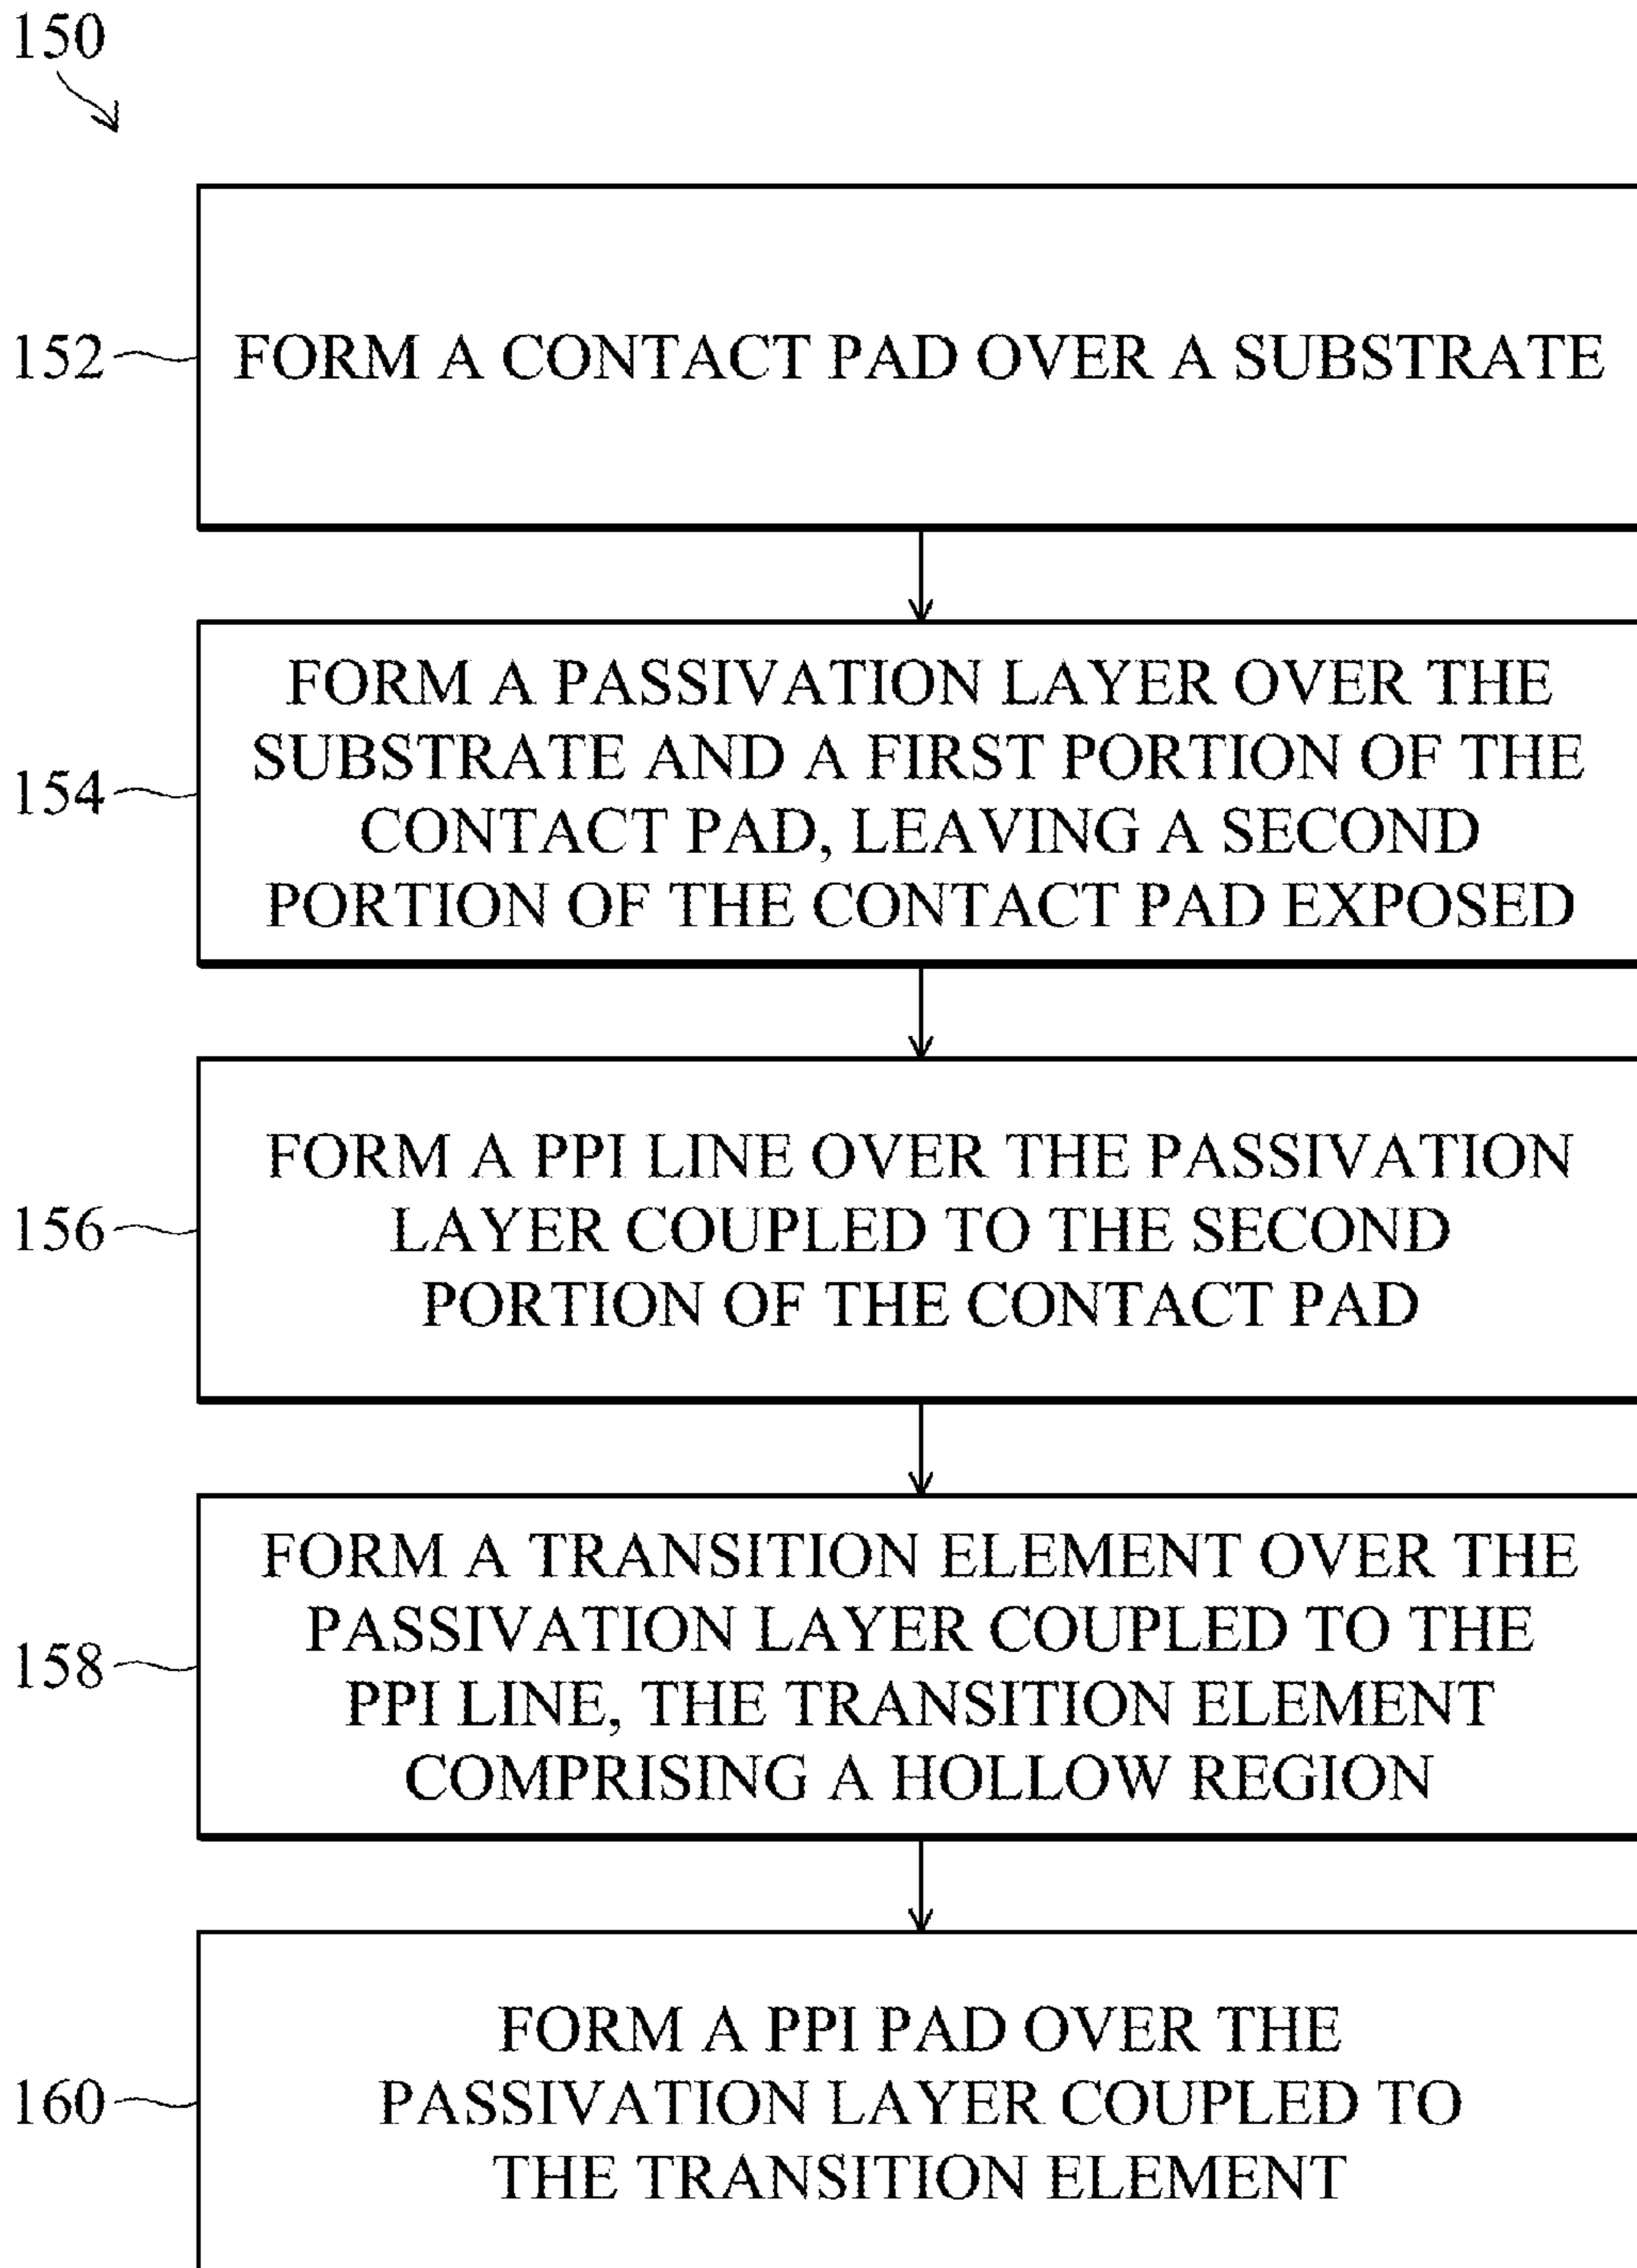 150
152
FORM A CONTACT PAD OVER A SUBSTRATE
154
FORM A PASSIVATION LAYER OVER THE
SUBSTRATE AND A FIRST PORTION OF THE
CONTACT PAD, LEAVING A SECOND
PORTION OF THE CONTACT PAD EXPOSED
156
FORM A PPI LINE OVER THE PASSIVATION
LAYER COUPLED TO THE SECOND
PORTION OF THE CONTACT PAD
158
FORM A TRANSITION ELEMENT OVER THE
PASSIVATION LAYER COUPLED TO THE
PPI LINE, THE TRANSITION ELEMENT
COMPRISING A HOLLOW REGION
160
FORM A PPI PAD OVER THE
PASSIVATION LAYER COUPLED TO
THE TRANSITION ELEMENT